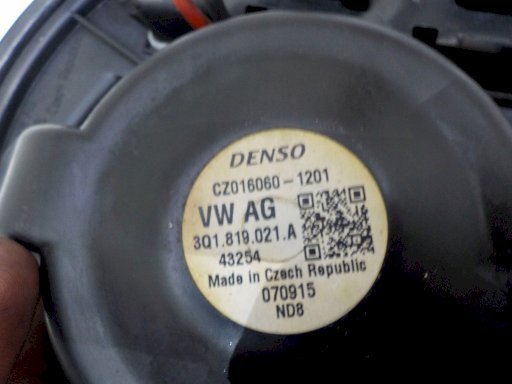 DENSO
CZ016060-1201
VW AG
3Q1.819.021.A
43254
Made in Czech Republic
070915
ND8